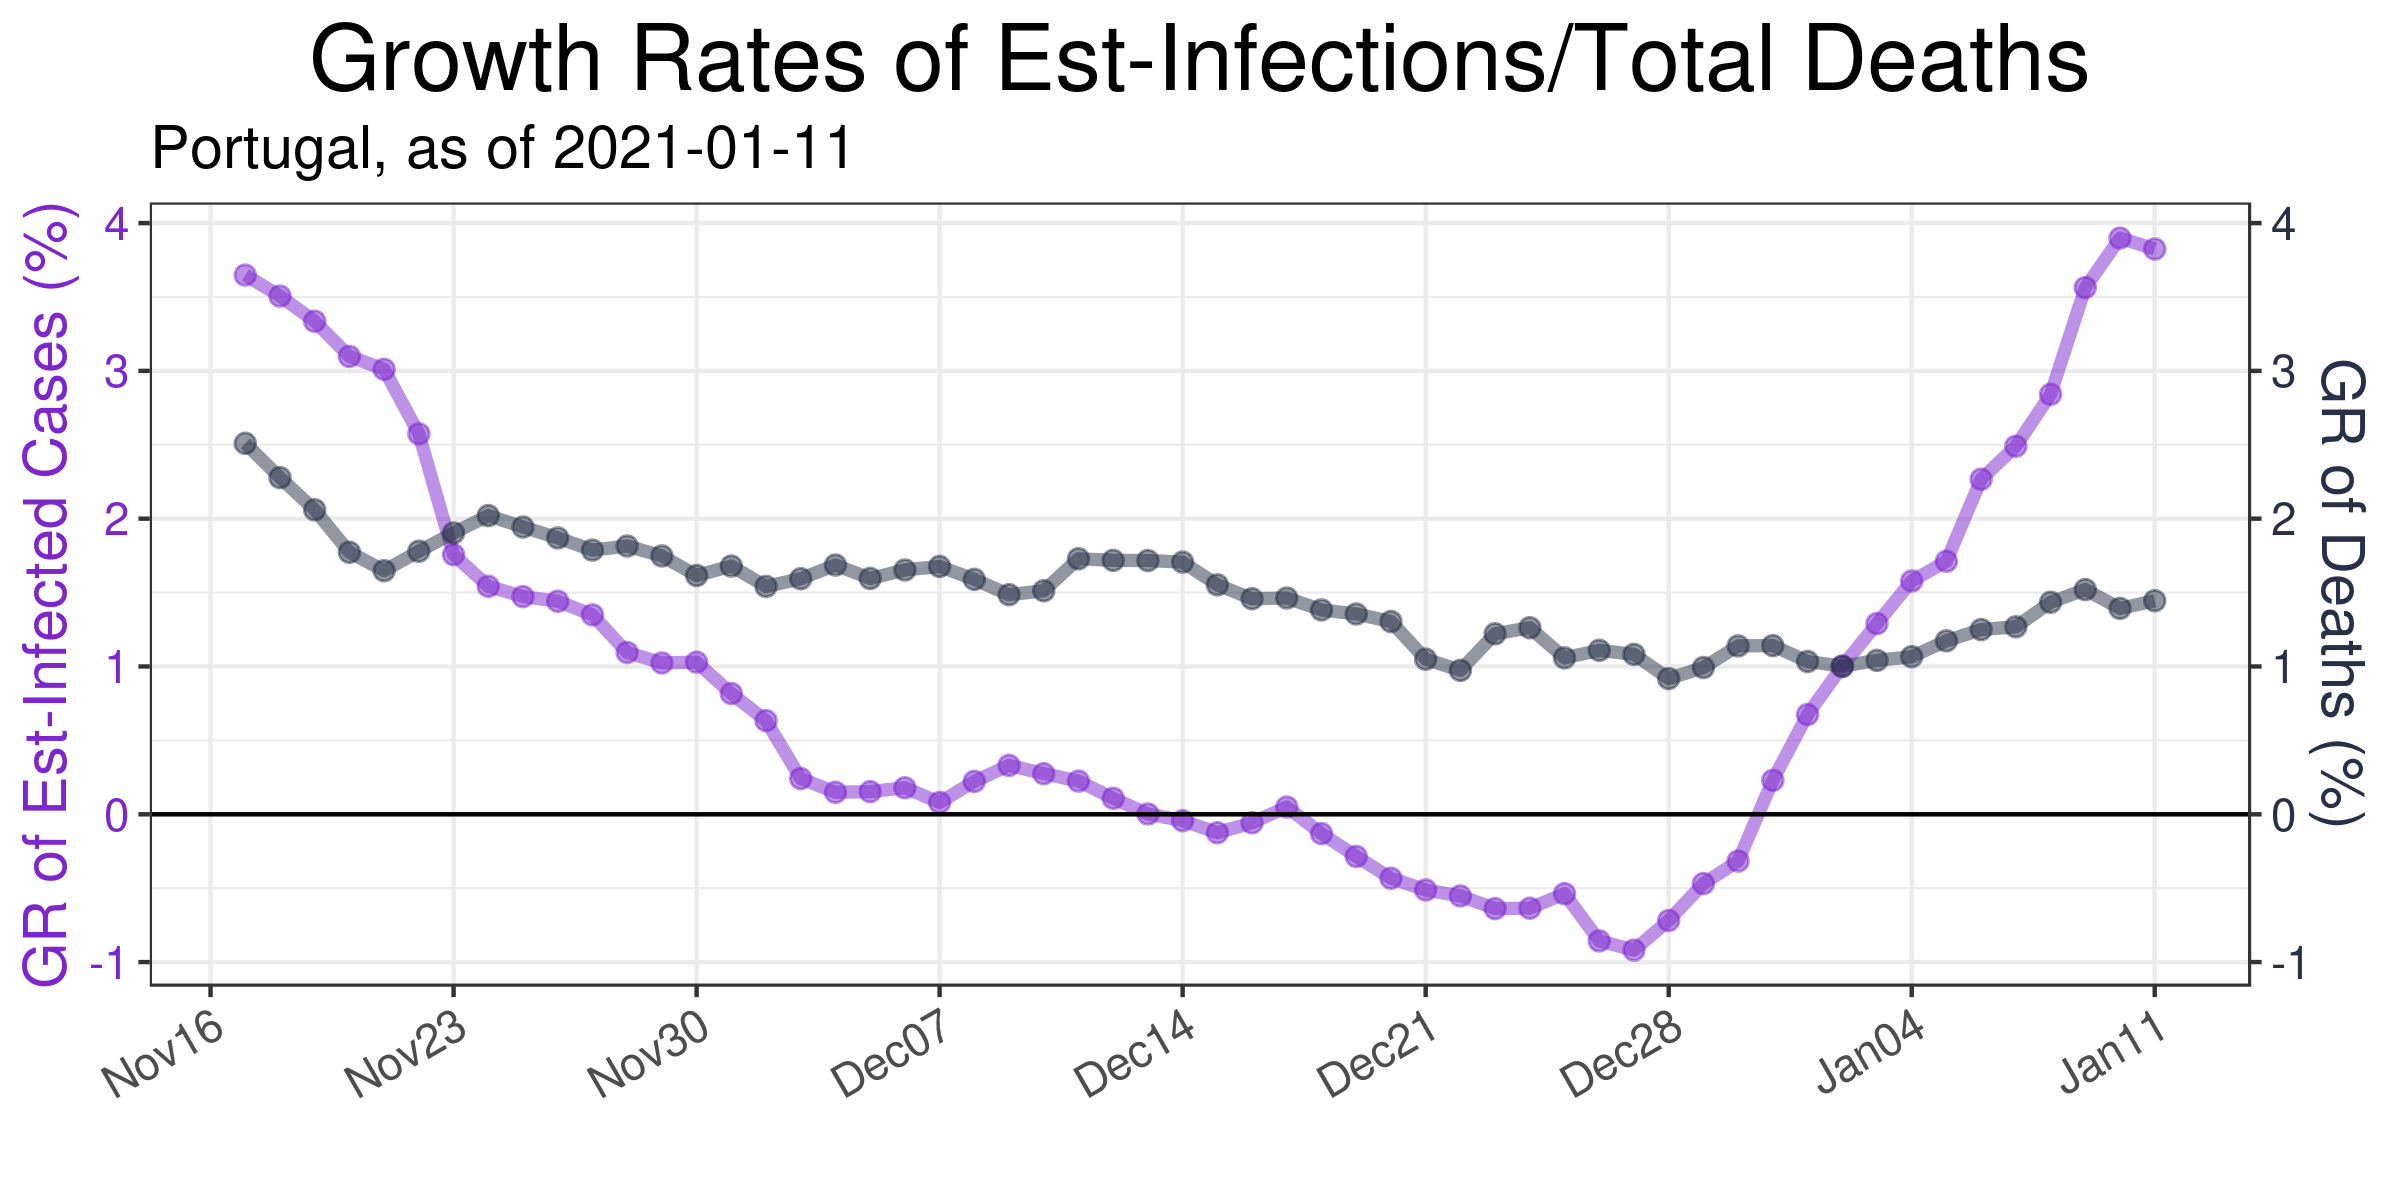 Growth Rates of Est-Infections/Total Deaths
Portugal, as of 2021-01-11
GR of Est-Infected Cases (%)
4
3
2
1
0
-1
4
3
2
1
0
-1
GR of Deaths (%)
Nov16 Nov23 Nov30 Dec07 Dec14 Dec21 Dec28 Jan04 Jan11